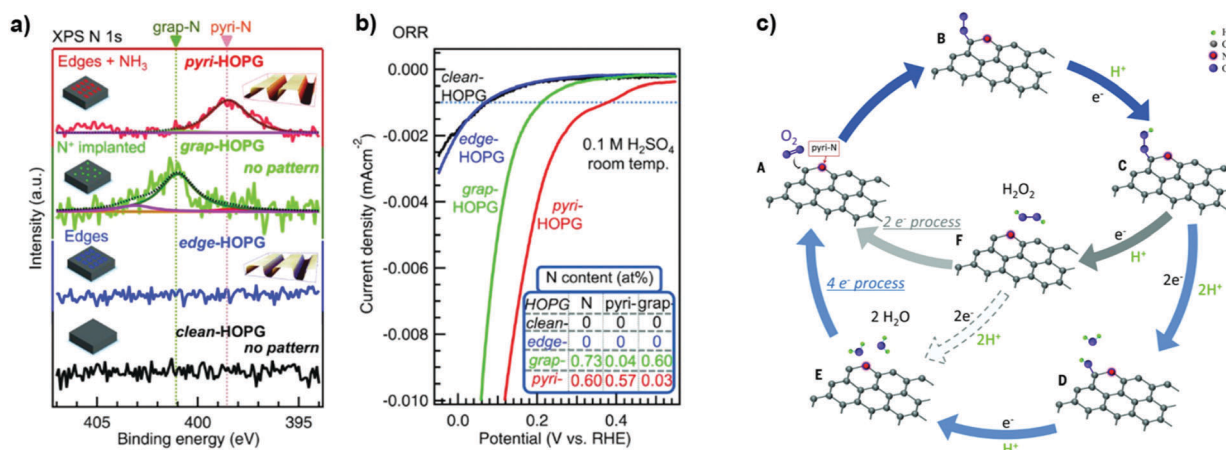 a)
XPS N 1s
grap-N
pyri-N
Edges + NH3
pyri-HOPG
N+ implanted
grap-HOPG
no pattern
Edges
edge-HOPG
clean-HOPG
no pattern
Intensity (a.u.)
405
400
395
Binding energy (eV)
b)
ORR
0.000
-0.002
-0.004
-0.006
-0.008
-0.010
Current density (mAcm-2)
clean-
HOPG
edge-
HOPG
grap-
HOPG
pyri-
HOPG
0.1 M H2SO4
room temp.
N content (at%)
HOPG N pyri- grap-
clean- 0 0 0
edge- 0 0 0
grap- 0.73 0.04 0.60
pyri- 0.60 0.57 0.03
0.0
0.2
0.4
Potential (V vs. RHE)
c)
B
H+
e-
H
C
N
O
O2
pyri-N
A
C
H2O2
2 e- process
F
e-
H+
2e-
2H+
4 e- process
2 H2O
2e-
2H+
E
D
e-
H+